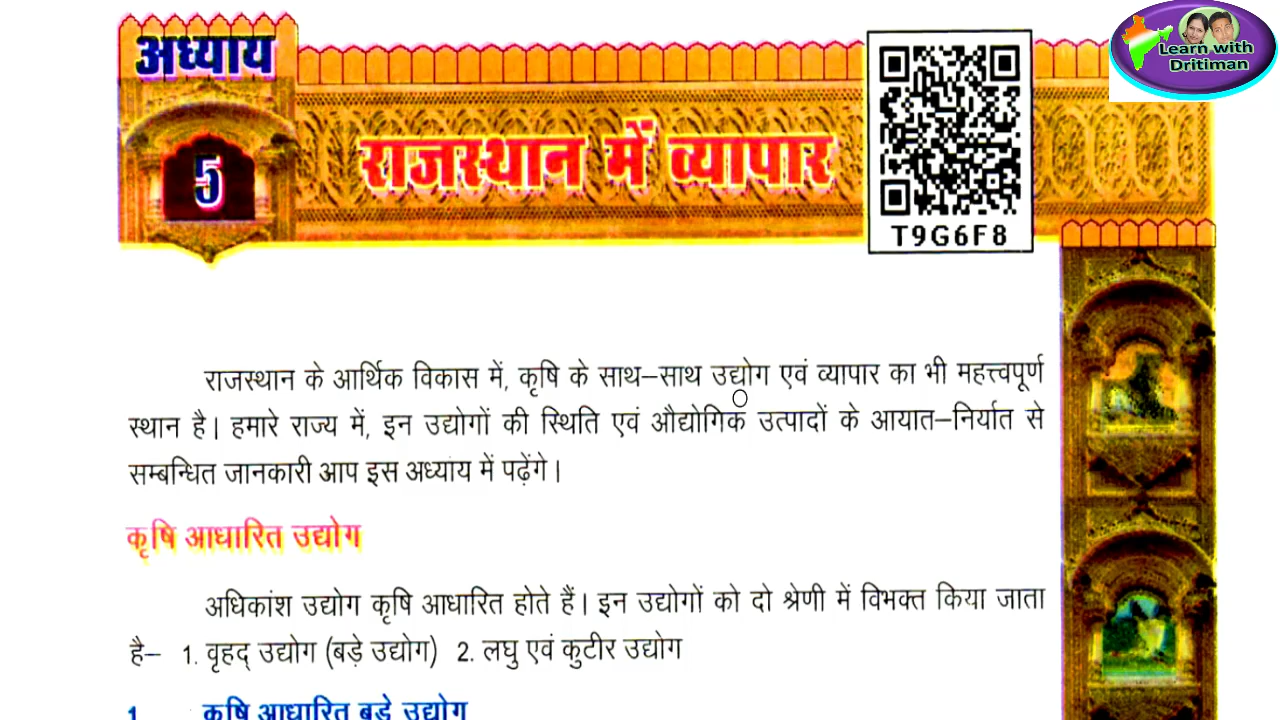 अध्याय
5
राजस्थान में व्यापार
T9G6F8
Learn with
Dritiman
राजस्थान के आर्थिक विकास में, कृषि के साथ–साथ उद्योग एवं व्यापार का भी महत्त्वपूर्ण
स्थान है। हमारे राज्य में, इन उद्योगों की स्थिति एवं औद्योगिक उत्पादों के आयात–निर्यात से
सम्बन्धित जानकारी आप इस अध्याय में पढ़ेंगे।
कृषि आधारित उद्योग
अधिकांश उद्योग कृषि आधारित होते हैं। इन उद्योगों को दो श्रेणी में विभक्त किया जाता
है– 1. वृहद् उद्योग (बड़े उद्योग) 2. लघु एवं कुटीर उद्योग
1. कृषि आधारित बड़े उद्योग